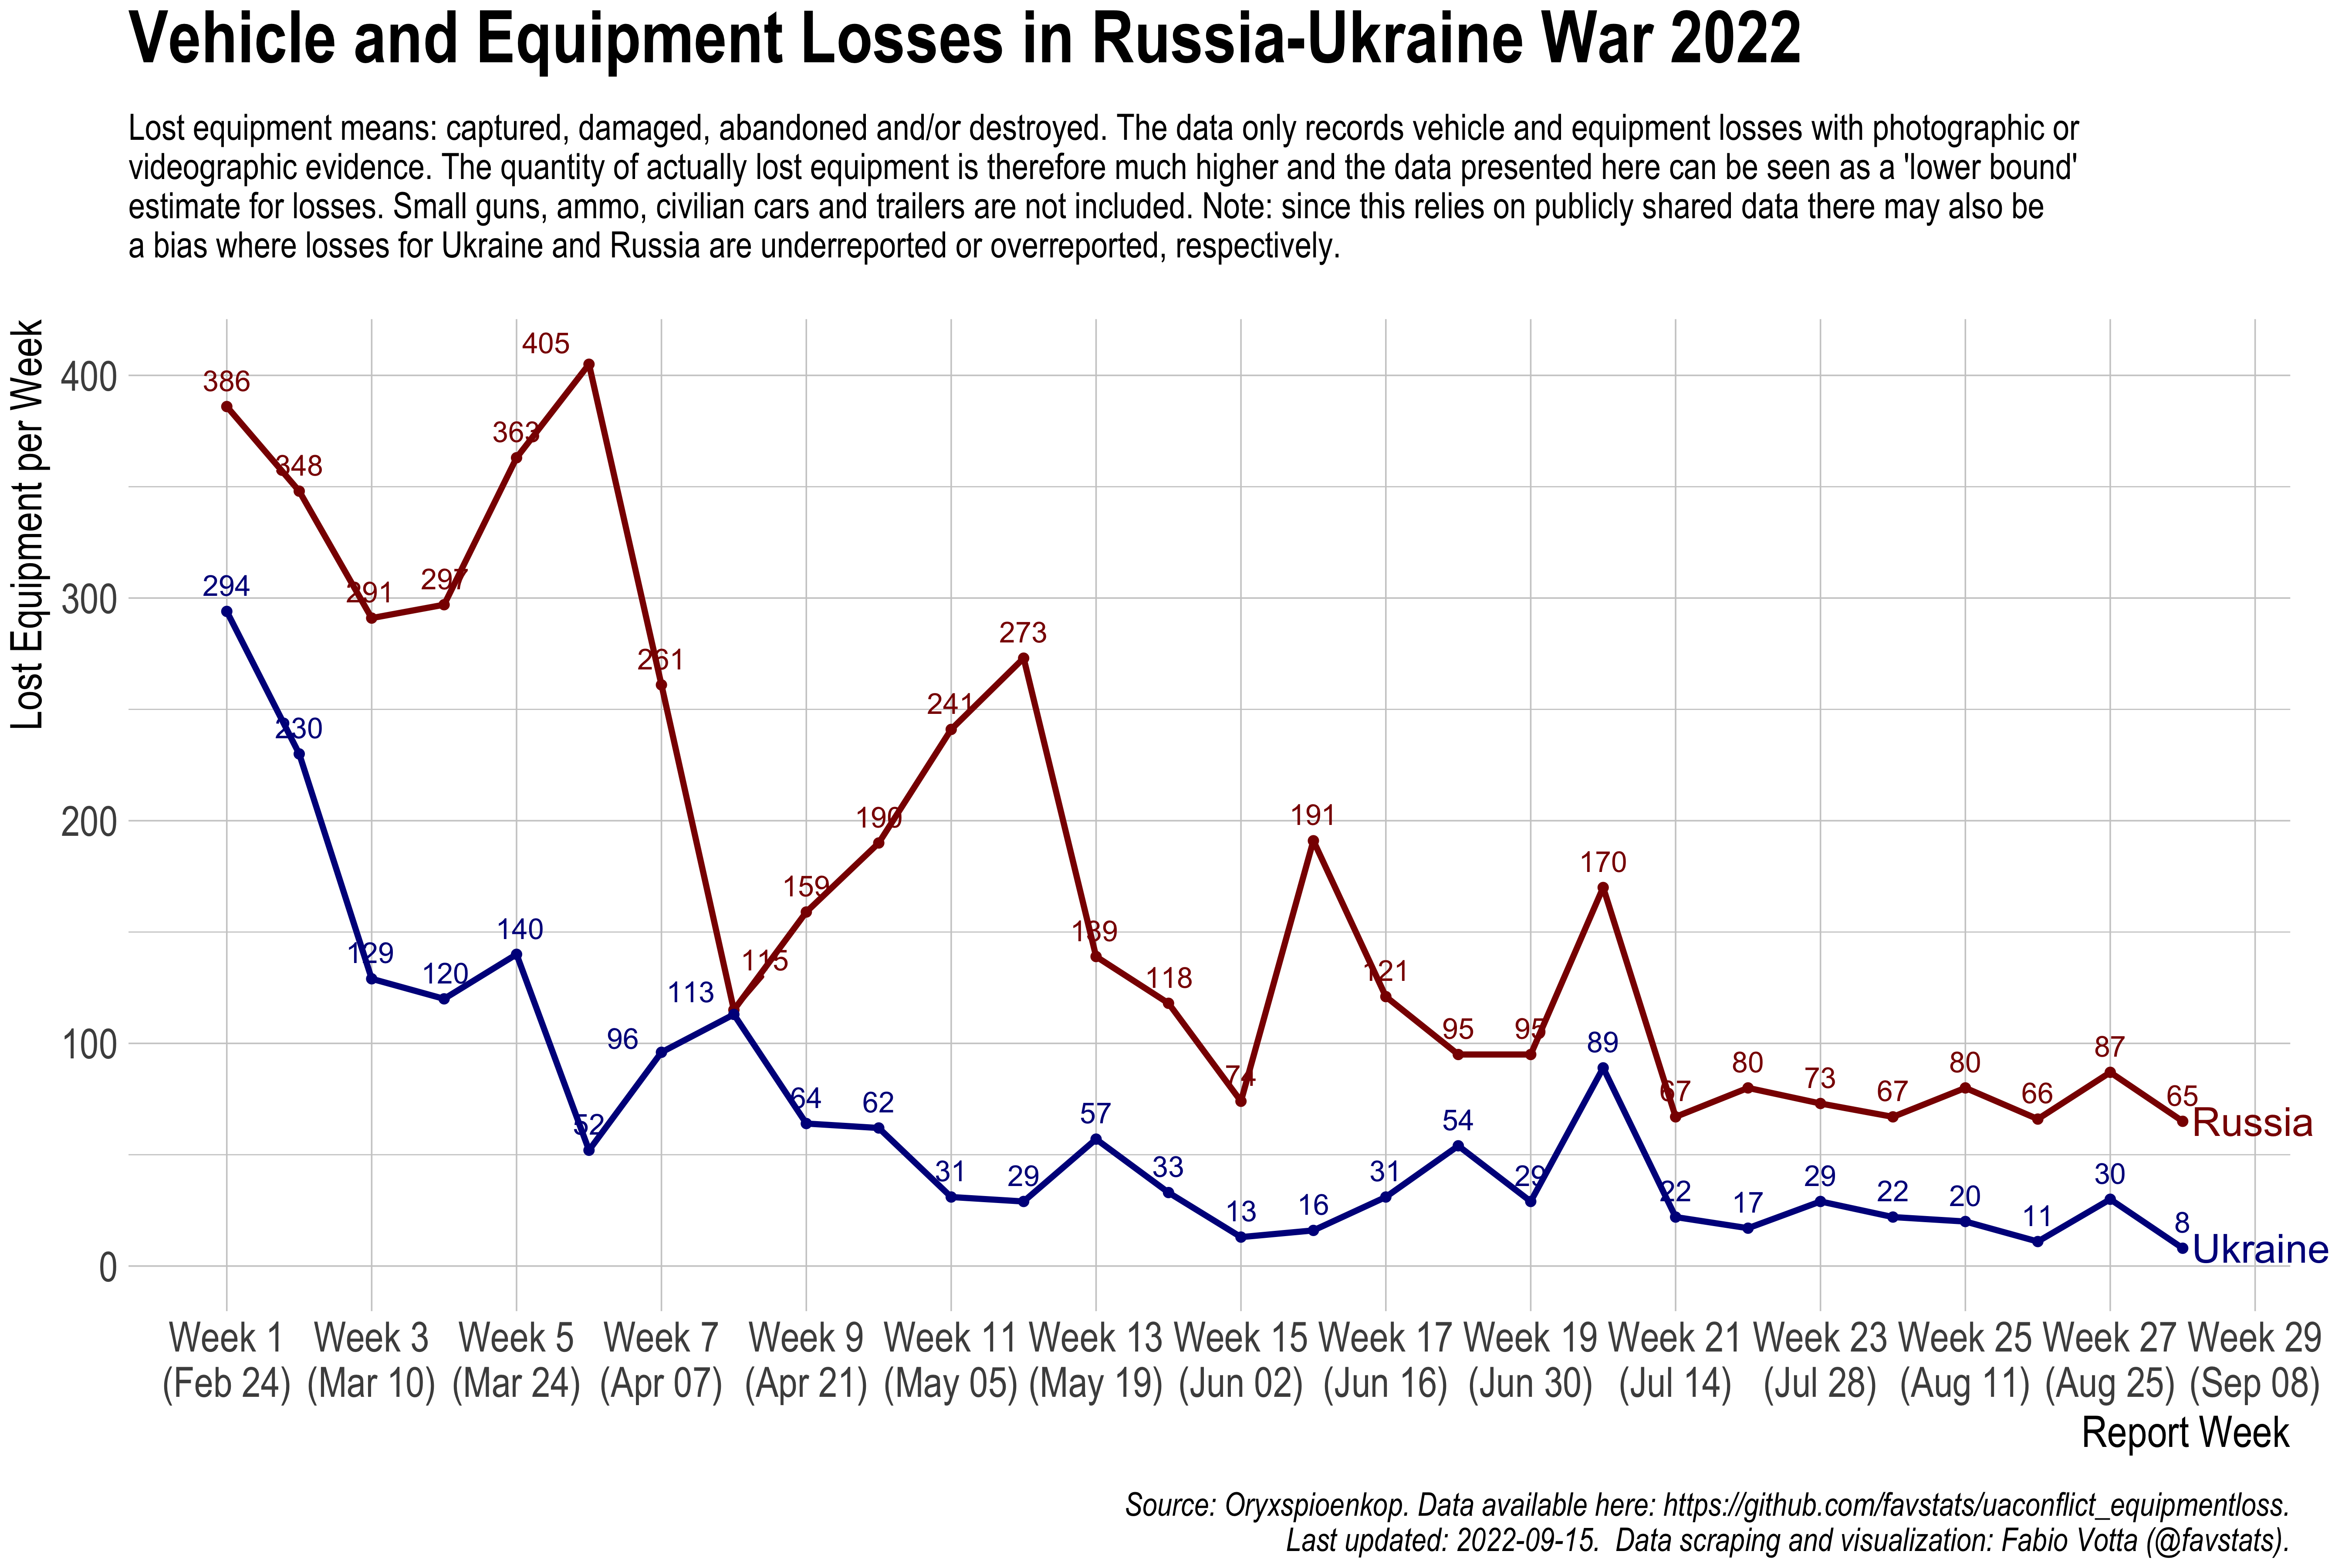 Vehicle and Equipment Losses in Russia-Ukraine War 2022
Lost equipment means: captured, damaged, abandoned and/or destroyed. The data only records vehicle and equipment losses with photographic or
videographic evidence. The quantity of actually lost equipment is therefore much higher and the data presented here can be seen as a 'lower bound'
estimate for losses. Small guns, ammo, civilian cars and trailers are not included. Note: since this relies on publicly shared data there may also be
a bias where losses for Ukraine and Russia are underreported or overreported, respectively.
Lost Equipment per Week
400
300
200
100
0
386
348
291
297
363
405
261
115
159
190
241
273
139
118
74
191
121
95
95
170
67
80
73
67
80
66
87
65
Russia
294
230
129
120
140
52
96
113
64
62
31
29
57
33
13
16
31
54
29
89
22
17
29
22
20
11
30
8
Ukraine
Week 1
(Feb 24)
Week 3
(Mar 10)
Week 5
(Mar 24)
Week 7
(Apr 07)
Week 9
(Apr 21)
Week 11
(May 05)
Week 13
(May 19)
Week 15
(Jun 02)
Week 17
(Jun 16)
Week 19
(Jun 30)
Week 21
(Jul 14)
Week 23
(Jul 28)
Week 25
(Aug 11)
Week 27
(Aug 25)
Week 29
(Sep 08)
Report Week
Source: Oryxspioenkop. Data available here: https://github.com/favstats/uaconflict_equipmentloss.
Last updated: 2022-09-15.  Data scraping and visualization: Fabio Votta (@favstats).